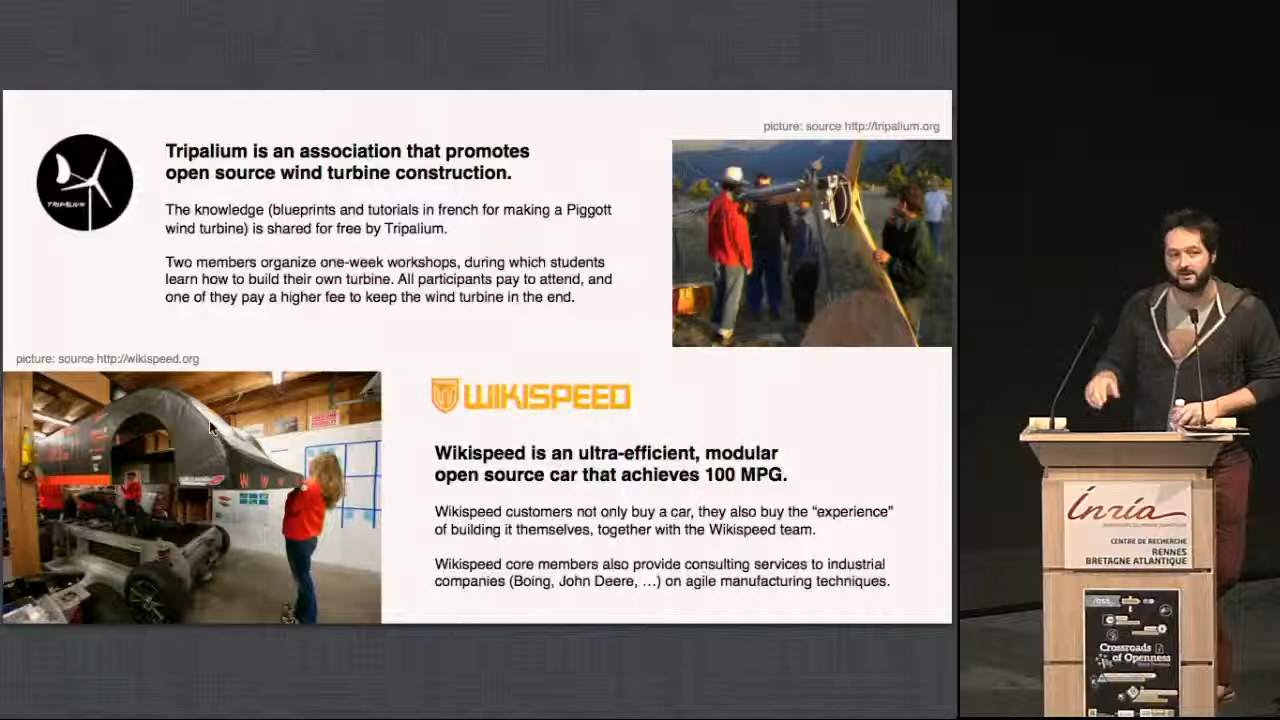 picture: source http://tripalium.org
Tripalium is an association that promotes
open source wind turbine construction.
TRIPALIUM
The knowledge (blueprints and tutorials in french for making a Piggott
wind turbine) is shared for free by Tripalium.
Two members organize one-week workshops, during which students
learn how to build their own turbine. All participants pay to attend, and
one of they pay a higher fee to keep the wind turbine in the end.
picture: source http://wikispeed.org
WIKISPEED
Wikispeed is an ultra-efficient, modular
open source car that achieves 100 MPG.
Wikispeed customers not only buy a car, they also buy the “experience”
of building it themselves, together with the Wikispeed team.
Wikispeed core members also provide consulting services to industrial
companies (Boing, John Deere, ...) on agile manufacturing techniques.
Inria
CENTRE DE RECHERCHE
RENNES
BRETAGNE ATLANTIQUE
Crossroads
of Openness